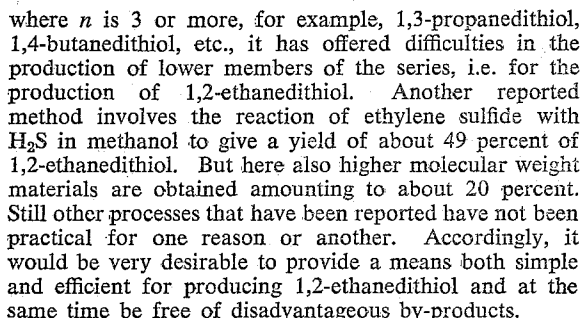 where n is 3 or more, for example, 1,3-propanedithiol,
1,4-butanedithiol, etc., it has offered difficulties in the
production of lower members of the series, i.e. for the
production of 1,2-ethanedithiol. Another reported
method involves the reaction of ethylene sulfide with
H₂S in methanol to give a yield of about 49 percent of
1,2-ethanedithiol. But here also higher molecular weight
materials are obtained amounting to about 20 percent.
Still other processes that have been reported have not been
practical for one reason or another. Accordingly, it
would be very desirable to provide a means both simple
and efficient for producing 1,2-ethanedithiol and at the
same time be free of disadvantageous by-products.